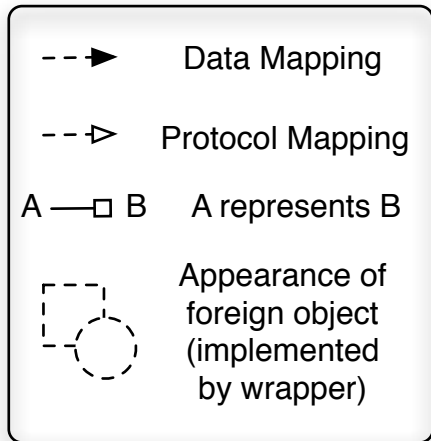 Data Mapping
Protocol Mapping
A B A represents B
Appearance of
foreign object
(implemented
by wrapper)